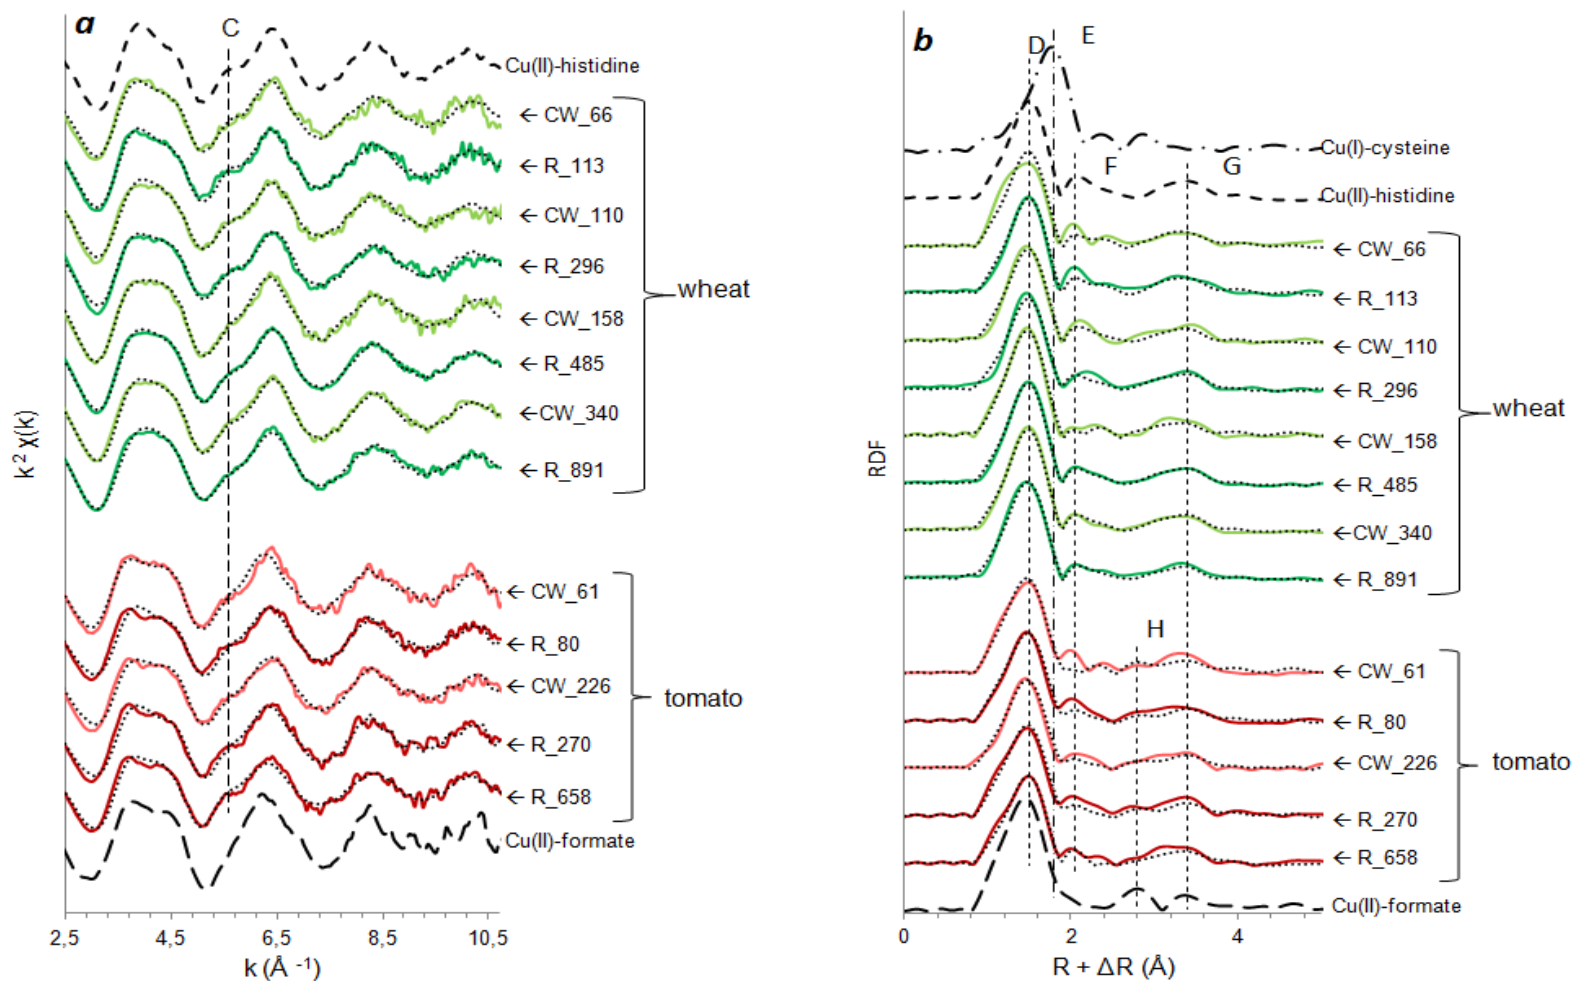 a
C
Cu(II)-histidine
← CW_66
← R_113
← CW_110
← R_296
← CW_158
← R_485
←CW_340
← R_891
wheat
← CW_61
← R_80
← CW_226
← R_270
← R_658
tomato
Cu(II)-formate
k² χ(k)
2,5 4,5 6,5 8,5 10,5
k (Å ⁻¹)
b
D E
Cu(I)-cysteine
F G
Cu(II)-histidine
← CW_66
← R_113
← CW_110
← R_296
← CW_158
← R_485
←CW_340
← R_891
wheat
H
← CW_61
← R_80
← CW_226
← R_270
← R_658
tomato
Cu(II)-formate
RDF
0 2 4
R + ΔR (Å)